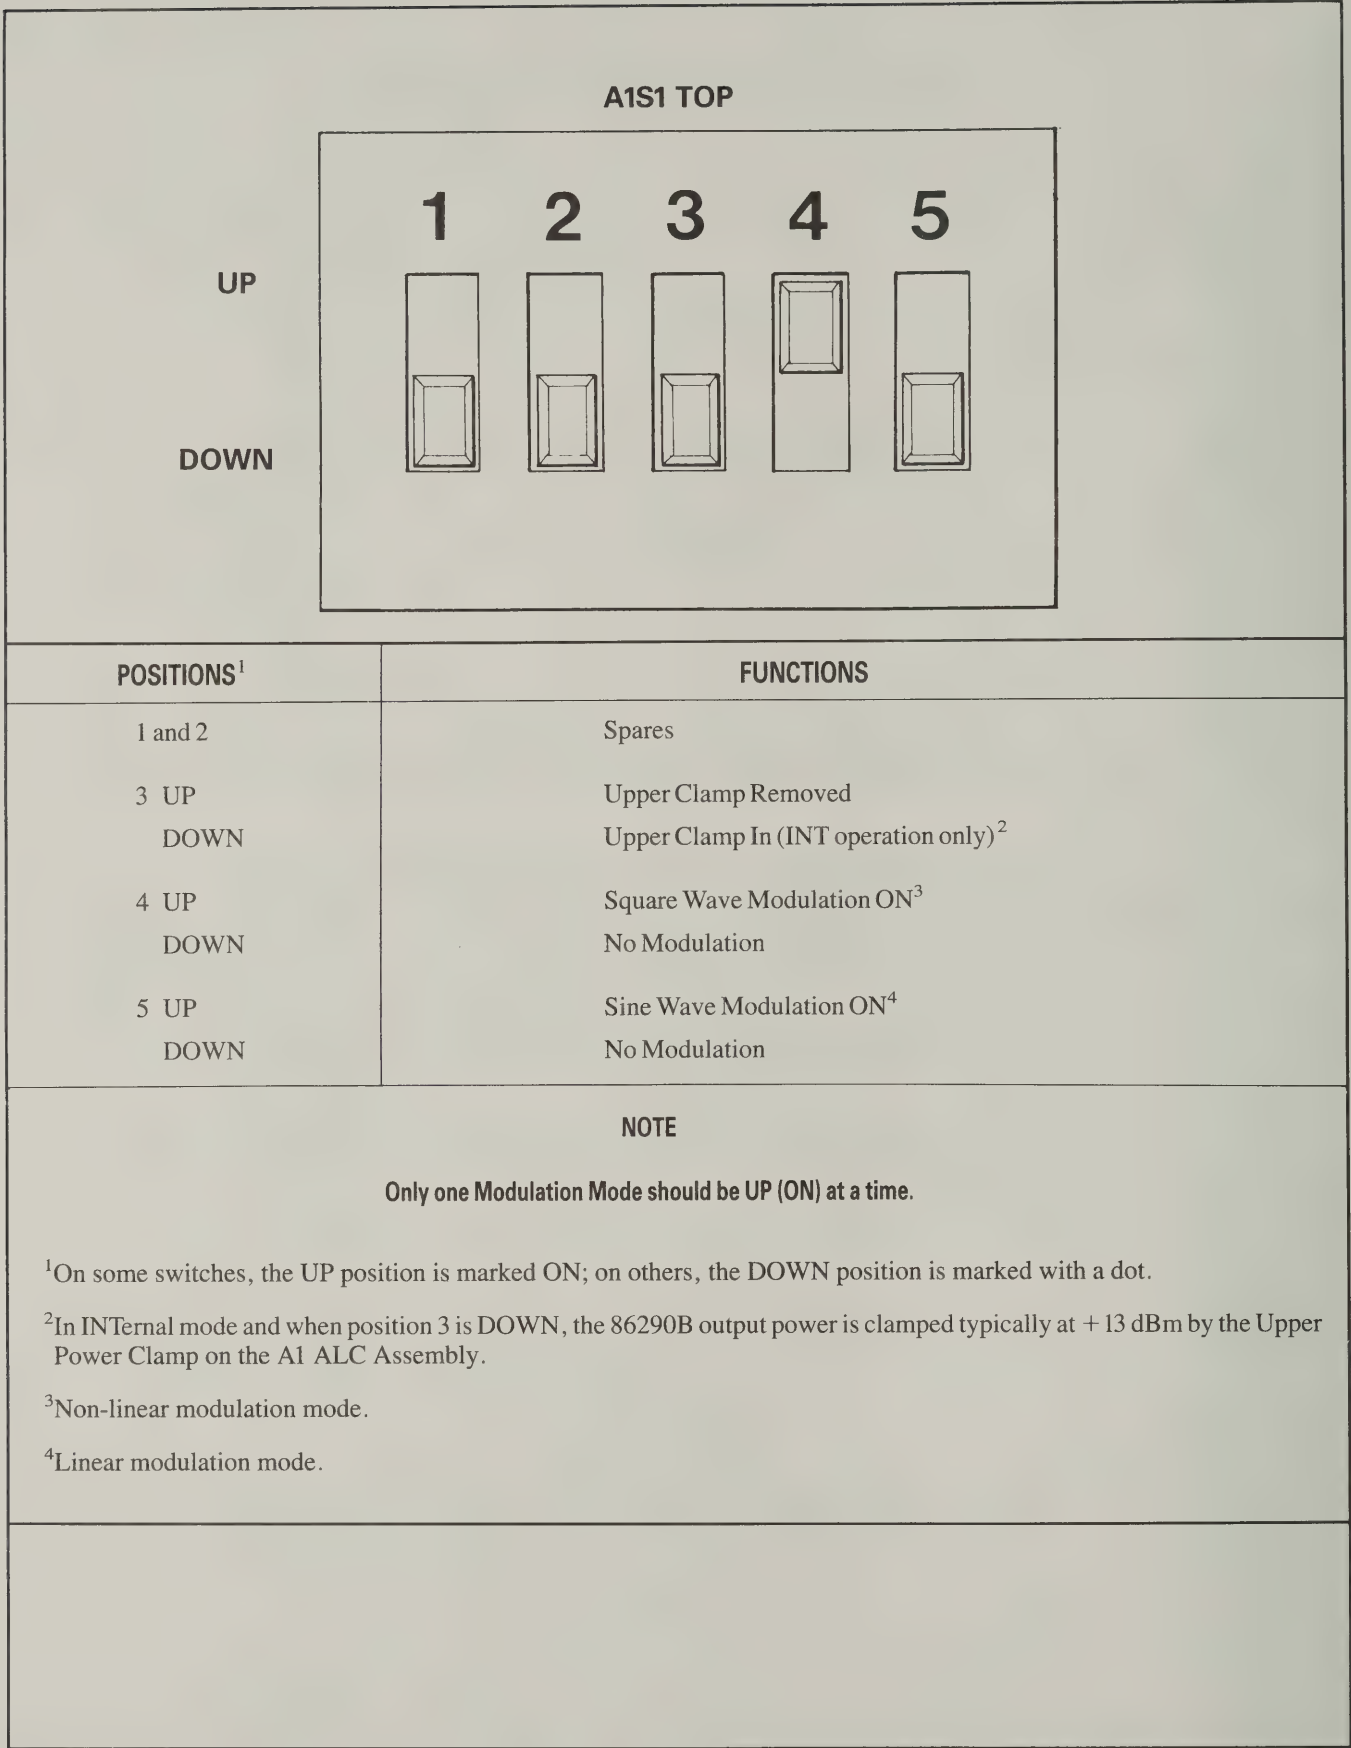 A1S1 TOP
1 2 3 4 5
UP
DOWN
POSITIONS¹ FUNCTIONS
1 and 2 Spares
3 UP Upper Clamp Removed
DOWN Upper Clamp In (INT operation only)²
4 UP Square Wave Modulation ON³
DOWN No Modulation
5 UP Sine Wave Modulation ON⁴
DOWN No Modulation
NOTE
Only one Modulation Mode should be UP (ON) at a time.
¹On some switches, the UP position is marked ON; on others, the DOWN position is marked with a dot.
²In INTernal mode and when position 3 is DOWN, the 86290B output power is clamped typically at +13 dBm by the Upper
Power Clamp on the A1 ALC Assembly.
³Non-linear modulation mode.
⁴Linear modulation mode.